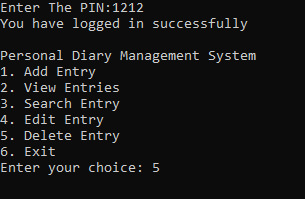 Enter The PIN:1212
You have logged in successfully
Personal Diary Management System
1. Add Entry
2. View Entries
3. Search Entry
4. Edit Entry
5. Delete Entry
6. Exit
Enter your choice: 5